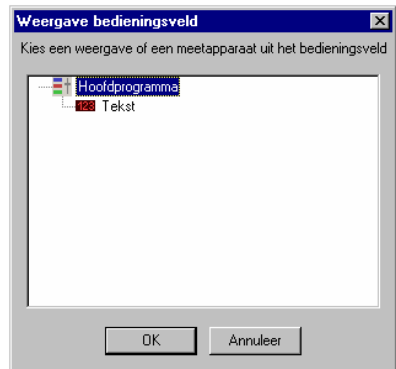 Weergave bedieningsveld
Kies een weergave of een meetapparaat uit het bedieningsveld
Hoofdprogramma
123 Tekst
OK Annuleer